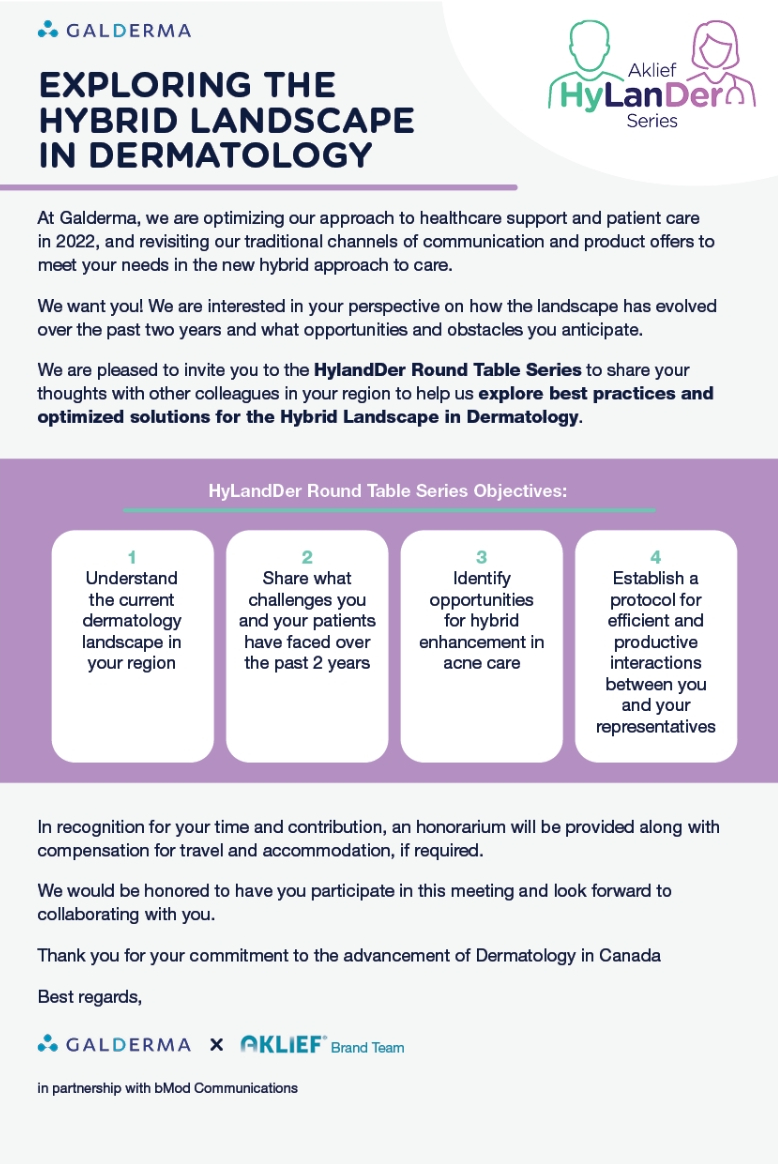 GALDERMA
EXPLORING THE
HYBRID LANDSCAPE
IN DERMATOLOGY
Aklief
HyLanDer
Series
At Galderma, we are optimizing our approach to healthcare support and patient care
in 2022, and revisiting our traditional channels of communication and product offers to
meet your needs in the new hybrid approach to care.
We want you! We are interested in your perspective on how the landscape has evolved
over the past two years and what opportunities and obstacles you anticipate.
We are pleased to invite you to the HylandDer Round Table Series to share your
thoughts with other colleagues in your region to help us explore best practices and
optimized solutions for the Hybrid Landscape in Dermatology.
HyLandDer Round Table Series Objectives:
1
Understand
the current
dermatology
landscape in
your region
2
Share what
challenges you
and your patients
have faced over
the past 2 years
3
Identify
opportunities
for hybrid
enhancement in
acne care
4
Establish a
protocol for
efficient and
productive
interactions
between you
and your
representatives
In recognition for your time and contribution, an honorarium will be provided along with
compensation for travel and accommodation, if required.
We would be honored to have you participate in this meeting and look forward to
collaborating with you.
Thank you for your commitment to the advancement of Dermatology in Canada
Best regards,
GALDERMA X AKLIEF® Brand Team
in partnership with bMod Communications